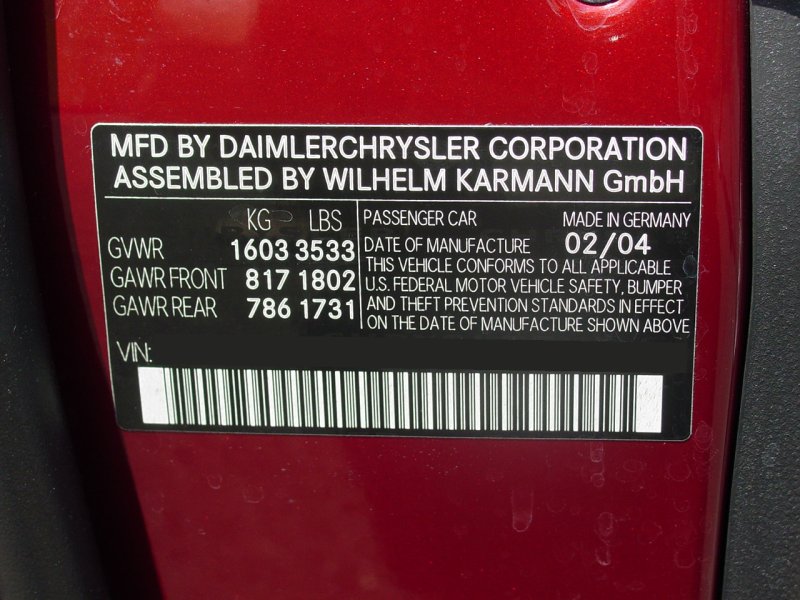 MFD BY DAIMLERCHRYSLER CORPORATION
ASSEMBLED BY WILHELM KARMANN GmbH
KG LBS
GVWR 1603 3533
GAWR FRONT 817 1802
GAWR REAR 786 1731
PASSENGER CAR MADE IN GERMANY
DATE OF MANUFACTURE 02/04
THIS VEHICLE CONFORMS TO ALL APPLICABLE
U.S. FEDERAL MOTOR VEHICLE SAFETY, BUMPER
AND THEFT PREVENTION STANDARDS IN EFFECT
ON THE DATE OF MANUFACTURE SHOWN ABOVE
VIN: